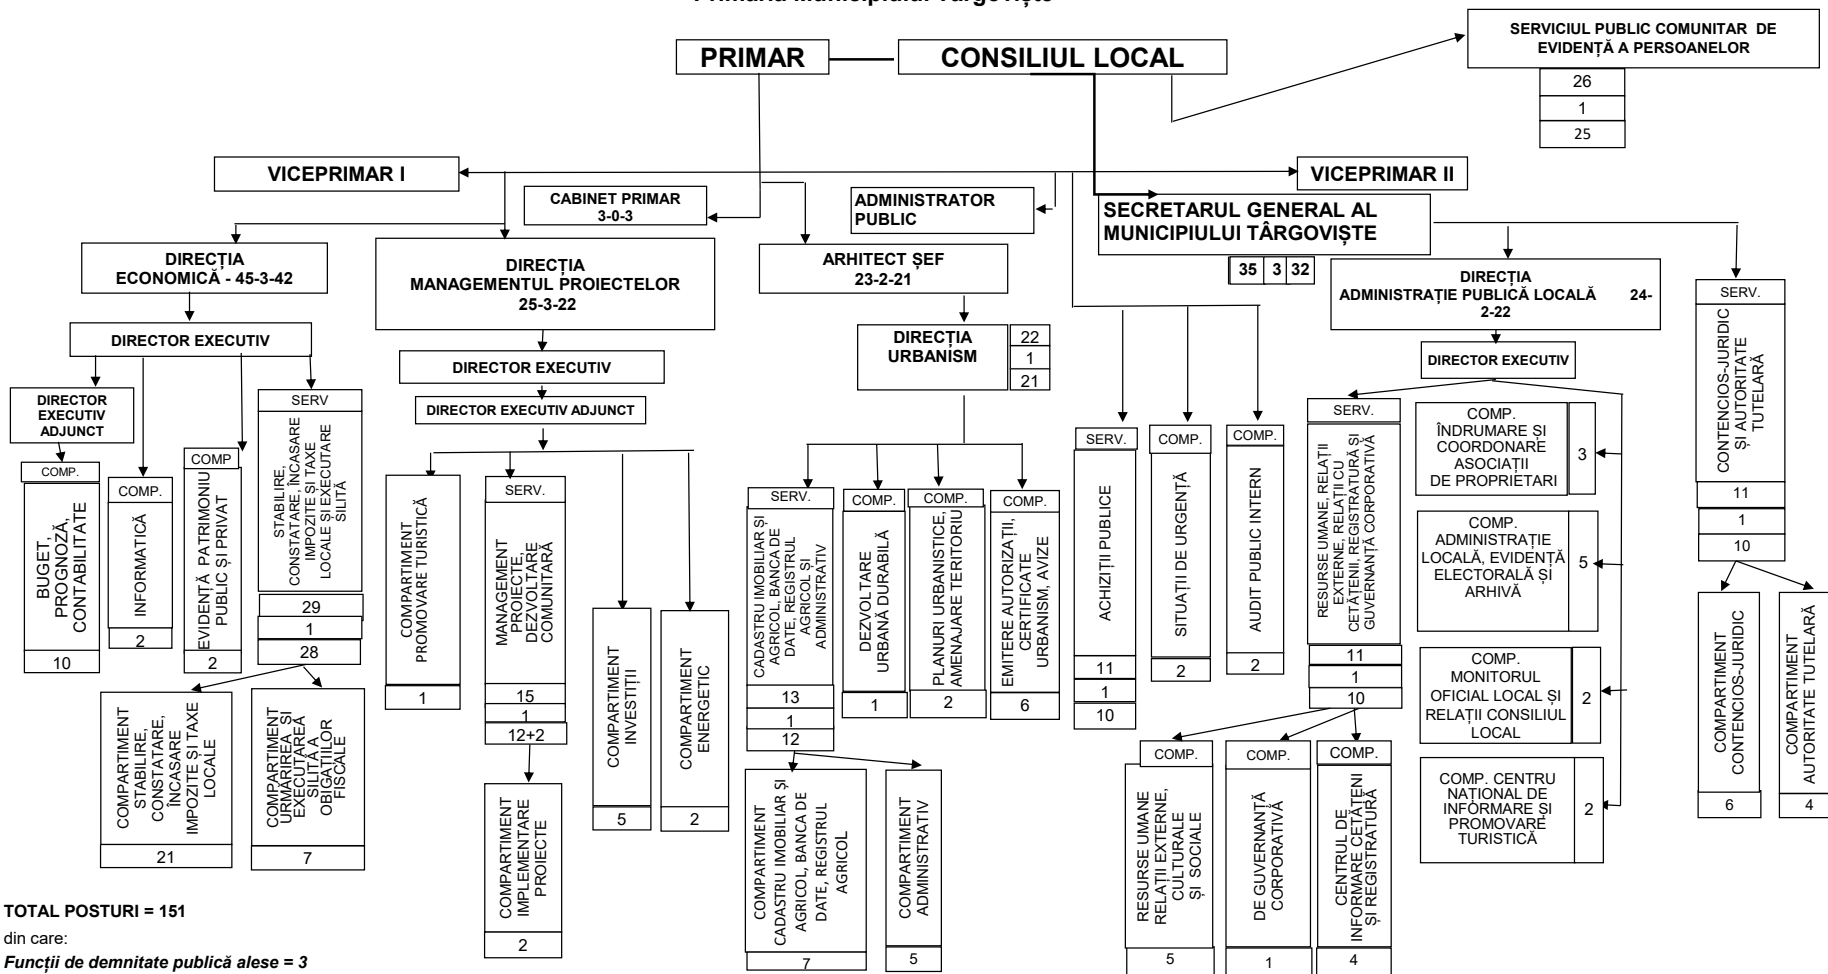 Primăria Municipiului Târgoviște
PRIMAR
CONSILIUL LOCAL
SERVICIUL PUBLIC COMUNITAR DE
EVIDENȚĂ A PERSOANELOR
26
1
25
VICEPRIMAR I
VICEPRIMAR II
CABINET PRIMAR
3-0-3
ADMINISTRATOR
PUBLIC
SECRETARUL GENERAL AL
MUNICIPIULUI TÂRGOVIȘTE
35 3 32
DIRECȚIA
ECONOMICĂ - 45-3-42
DIRECȚIA
MANAGEMENTUL PROIECTELOR
25-3-22
ARHITECT ȘEF
23-2-21
DIRECȚIA
ADMINISTRAȚIE PUBLICĂ LOCALĂ 24-
2-22
SERV.
CONTENCIOS-JURIDIC
ȘI AUTORITATE
TUTELARĂ
11
1
10
DIRECTOR EXECUTIV
DIRECTOR EXECUTIV
DIRECȚIA
URBANISM
22
1
21
DIRECTOR EXECUTIV
DIRECTOR
EXECUTIV
ADJUNCT
DIRECTOR EXECUTIV ADJUNCT
COMP.
BUGET,
PROGNOZĂ,
CONTABILITATE
10
COMP.
INFORMATICĂ
2
COMP
EVIDENȚĂ PATRIMONIU
PUBLIC ȘI PRIVAT
2
SERV
STABILIRE,
CONSTATARE, ÎNCASARE
IMPOZITE ȘI TAXE
LOCALE ȘI EXECUTARE
SILITĂ
29
1
28
COMPARTIMENT
STABILIRE,
CONSTATARE,
ÎNCASARE
IMPOZITE ȘI TAXE
LOCALE
21
COMPARTIMENT
URMĂRIREA ȘI
EXECUTAREA
SILITĂ A
OBIGAȚIILOR
FISCALE
7
COMPARTIMENT
PROMOVARE TURISTICĂ
1
SERV.
MANAGEMENT
PROIECTE,
DEZVOLTARE
COMUNITARĂ
15
1
12+2
COMPARTIMENT
IMPLEMENTARE
PROIECTE
2
COMPARTIMENT
INVESTIȚII
5
COMPARTIMENT
ENERGETIC
2
SERV.
CADASTRU IMOBILIAR ȘI
AGRICOL, BANCA DE
DATE, REGISTRUL
AGRICOL ȘI
ADMINISTRATIV
13
1
12
COMP.
DEZVOLTARE
URBANĂ DURABILĂ
1
COMP.
PLANURI URBANISTICE,
AMENAJARE TERITORIU
2
COMP.
EMITERE AUTORIZAȚII,
CERTIFICATE
URBANISM, AVIZE
6
COMPARTIMENT
CADASTRU IMOBILIAR ȘI
AGRICOL, BANCA DE
DATE, REGISTRUL
AGRICOL
7
COMPARTIMENT
ADMINISTRATIV
5
SERV.
ACHIZIȚII PUBLICE
11
1
10
COMP.
SITUAȚII DE URGENȚĂ
2
COMP.
AUDIT PUBLIC INTERN
2
SERV.
RESURSE UMANE, RELAȚII
EXTERNE, RELAȚII CU
CETĂȚENII, REGISTRATURĂ ȘI
GUVERNANȚĂ CORPORATIVĂ
11
1
10
COMP.
RESURSE UMANE
RELAȚII EXTERNE,
CULTURALE
ȘI SOCIALE
5
COMP.
DE GUVERNANȚĂ
CORPORATIVĂ
1
COMP.
CENTRUL DE
INFORMARE CETĂȚENI
ȘI REGISTRATURĂ
4
COMP.
ÎNDRUMARE ȘI
COORDONARE
ASOCIAȚII
DE PROPRIETARI
3
COMP.
ADMINISTRAȚIE
LOCALĂ, EVIDENȚĂ
ELECTORALĂ ȘI
ARHIVĂ
5
COMP.
MONITORUL
OFICIAL LOCAL ȘI
RELAȚII CONSILIUL
LOCAL
2
COMP. CENTRU
NAȚIONAL DE
INFORMARE ȘI
PROMOVARE
TURISTICĂ
2
COMPARTIMENT
CONTENCIOS-JURIDIC
6
COMPARTIMENT
AUTORITATE TUTELARĂ
4
TOTAL POSTURI = 151
din care:
Funcții de demnitate publică alese = 3